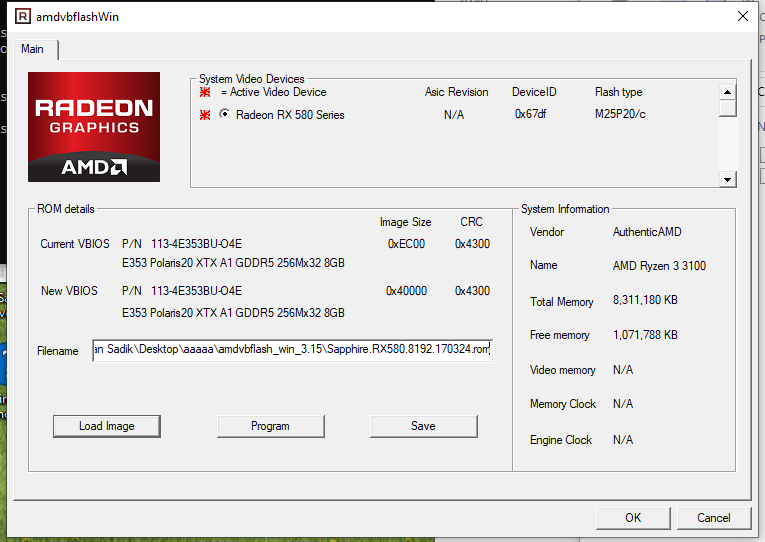 amdvbflashWin
Main
RADEON
GRAPHICS
AMD
System Video Devices
= Active Video Device Asic Revision DeviceID Flash type
Radeon RX 580 Series N/A 0x67df M25P20/c
ROM details
Image Size CRC
Current VBIOS P/N 113-4E353BU-O4E 0xEC00 0x4300
E353 Polaris20 XTX A1 GDDR5 256Mx32 8GB
New VBIOS P/N 113-4E353BU-O4E 0x40000 0x4300
E353 Polaris20 XTX A1 GDDR5 256Mx32 8GB
Filename an Sadik\Desktop\aaaaa\amdvbflash_win_3.15\Sapphire.RX580.8192.170324.rom
Load Image Program Save
System Information
Vendor AuthenticAMD
Name AMD Ryzen 3 3100
Total Memory 8,311,180 KB
Free memory 1,071,788 KB
Video memory N/A
Memory Clock N/A
Engine Clock N/A
OK Cancel